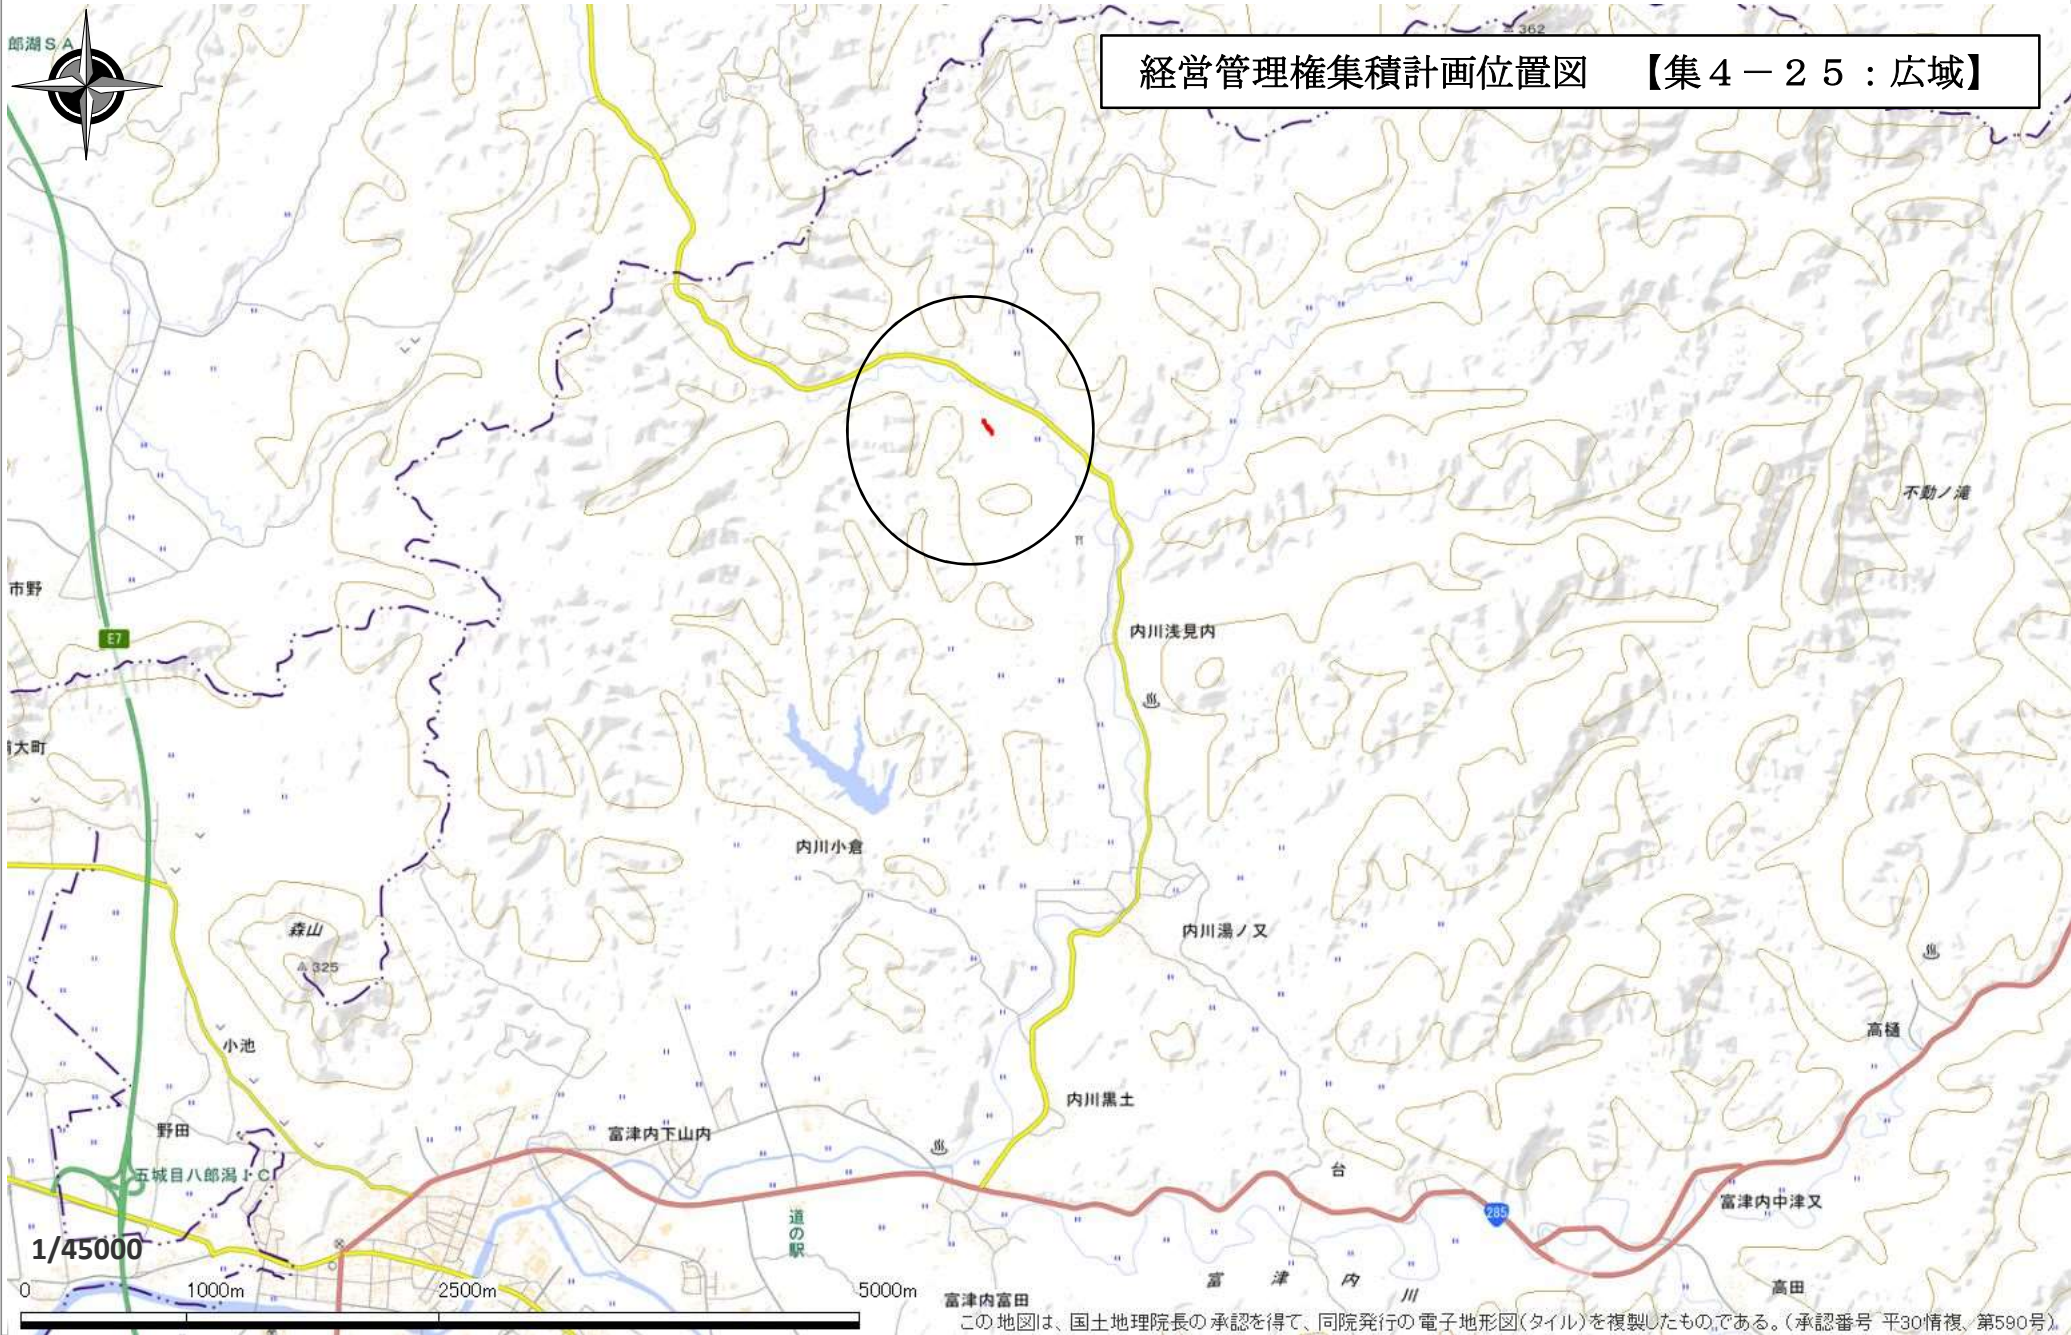 郎湖SA
362
経営管理権集積計画位置図 【集4-25:広域】
不動ノ滝
市野
E7
内川浅見内
大町
内川小倉
森山
325
内川湯ノ又
高樋
小池
内川黒土
野田
富津内下山内
台
五城目八郎潟I・C
富津内中津又
285
道の駅
1/45000
富津内川
高田
0 1000m 2500m 5000m
富津内富田
この地図は、国土地理院長の承認を得て、同院発行の電子地形図(タイル)を複製したものである。(承認番号 平30情複、第590号)